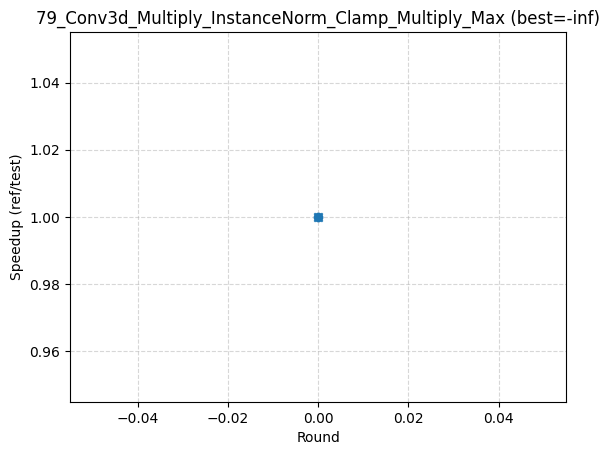 79_Conv3d_Multiply_InstanceNorm_Clamp_Multiply_Max (best=-inf)
1.04
1.02
1.00
0.98
0.96
Speedup (ref/test)
−0.04 −0.02 0.00 0.02 0.04
Round